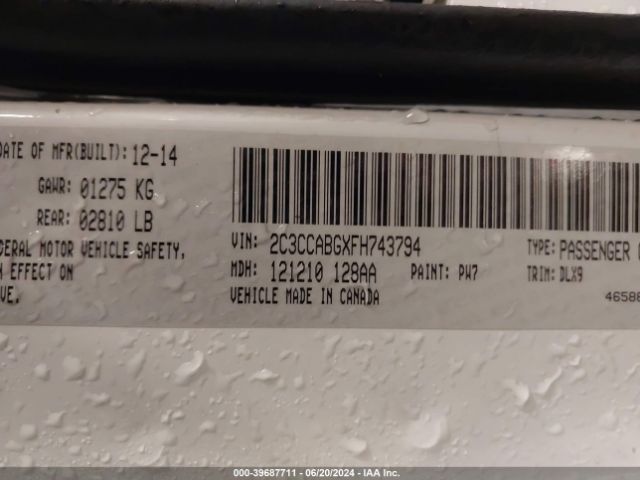 DATE OF MFR(BUILT): 12-14
GAWR: 01275 KG
REAR: 02810 LB
VIN: 2C3CCABGXFH743794
TYPE: PASSENGER
DERAL MOTOR VEHICLE SAFETY,
MDH: 121210 128AA
PAINT: PW7
TRIM: DLX9
EFFECT ON
VE.
VEHICLE MADE IN CANADA
4658
000-39687711 - 06/20/2024 - IAA Inc.